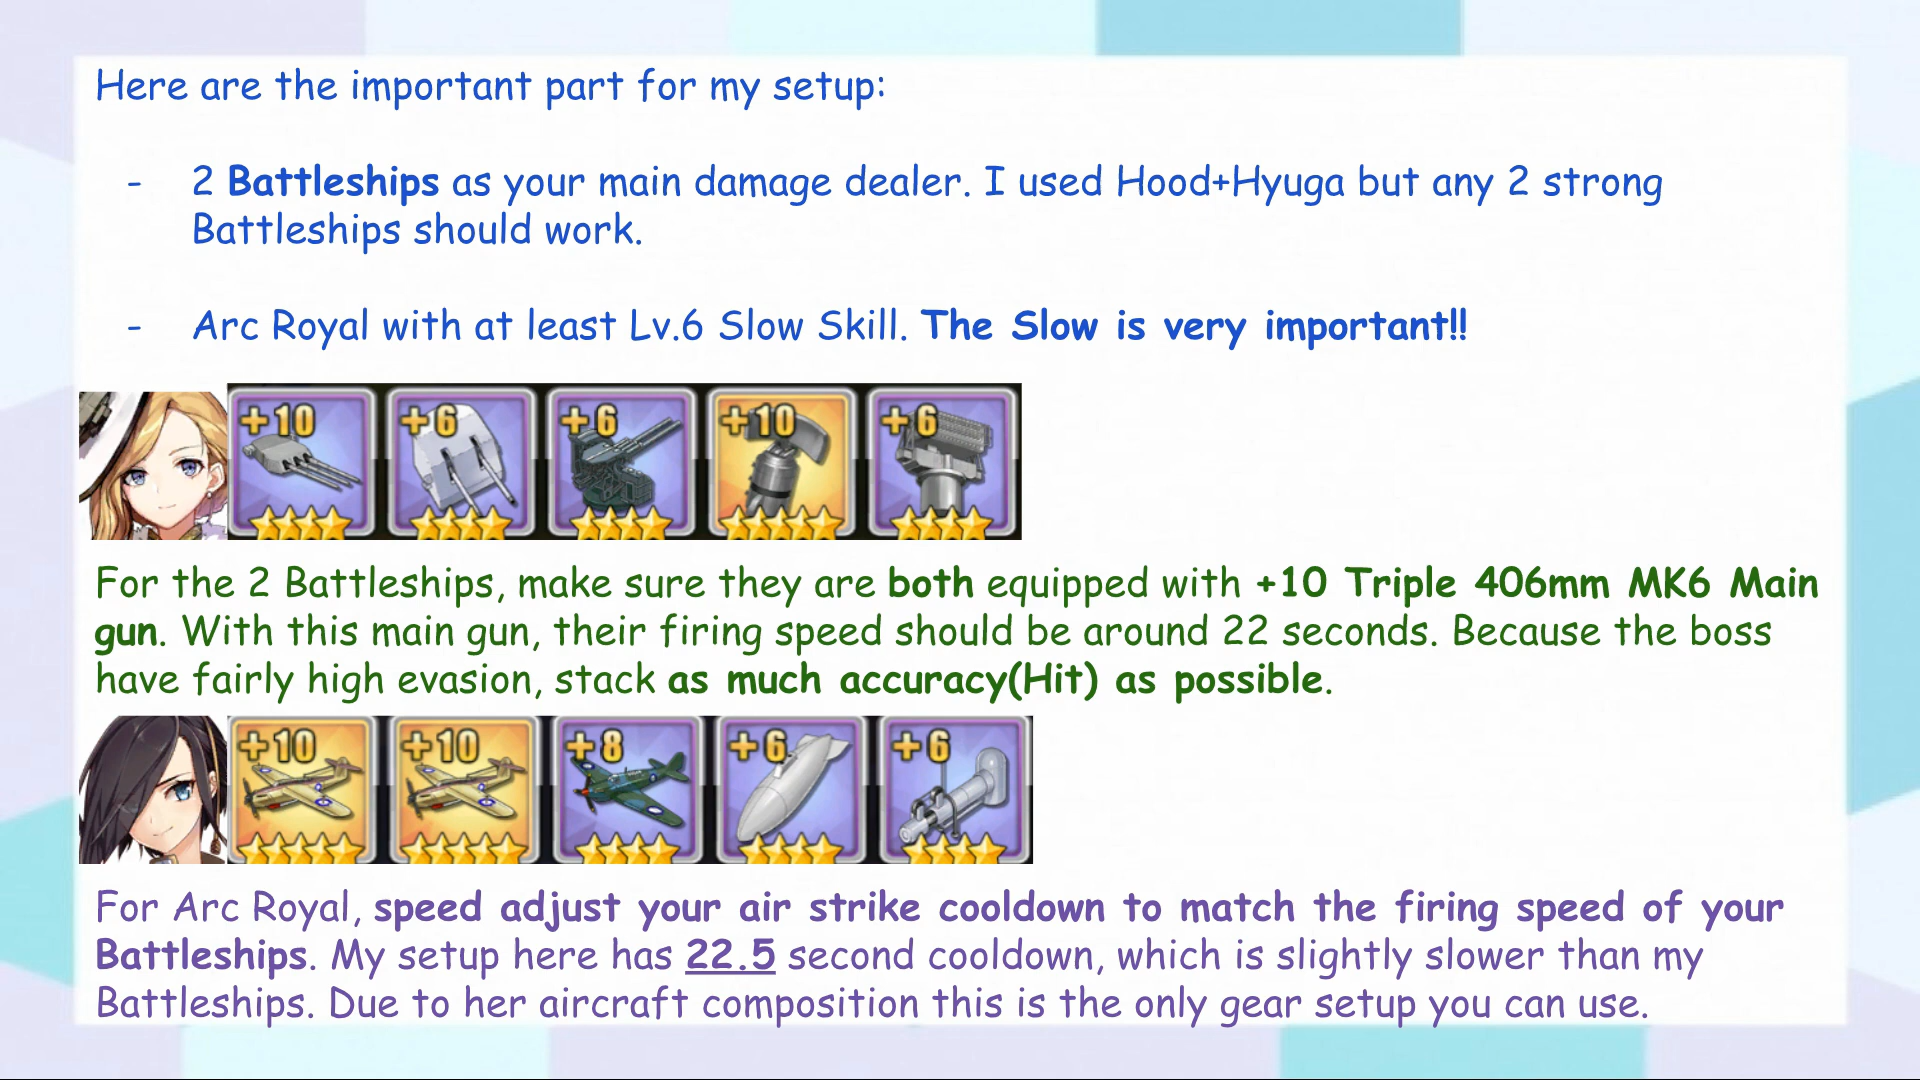 Here are the important part for my setup:
- 2 Battleships as your main damage dealer. I used Hood+Hyuga but any 2 strong
Battleships should work.
- Arc Royal with at least Lv.6 Slow Skill. The Slow is very important!!
+10 +6 +6 +10 +6
For the 2 Battleships, make sure they are both equipped with +10 Triple 406mm MK6 Main
gun. With this main gun, their firing speed should be around 22 seconds. Because the boss
have fairly high evasion, stack as much accuracy(Hit) as possible.
+10 +10 +8 +6 +6
For Arc Royal, speed adjust your air strike cooldown to match the firing speed of your
Battleships. My setup here has 22.5 second cooldown, which is slightly slower than my
Battleships. Due to her aircraft composition this is the only gear setup you can use.